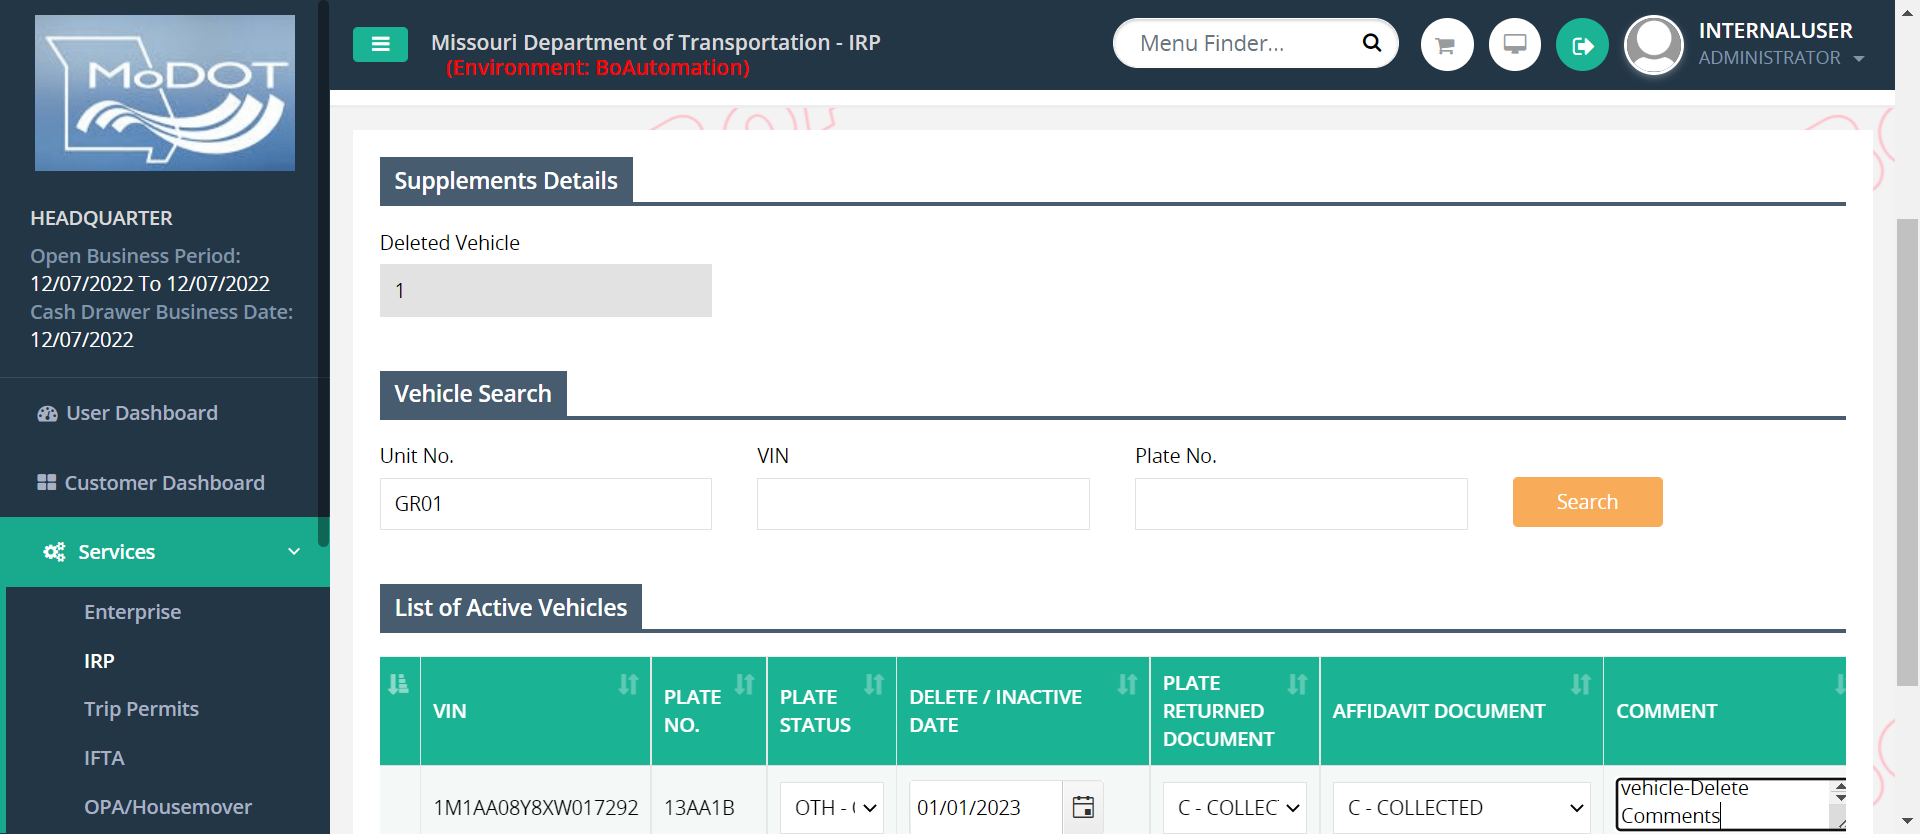 MoDOT
HEADQUARTER
Open Business Period:
12/07/2022 To 12/07/2022
Cash Drawer Business Date:
12/07/2022
User Dashboard
Customer Dashboard
Services
Enterprise
IRP
Trip Permits
IFTA
OPA/Housemover
Missouri Department of Transportation - IRP
(Environment: BoAutomation)
Menu Finder...
INTERNALUSER
ADMINISTRATOR
Supplements Details
Deleted Vehicle
1
Vehicle Search
Unit No.
VIN
Plate No.
GR01
Search
List of Active Vehicles
VIN
PLATE
NO.
PLATE
STATUS
DELETE / INACTIVE
DATE
PLATE
RETURNED
DOCUMENT
AFFIDAVIT DOCUMENT
COMMENT
1M1AA08Y8XW017292
13AA1B
OTH - 
01/01/2023
C - COLLEC
C - COLLECTED
vehicle-Delete
Comments